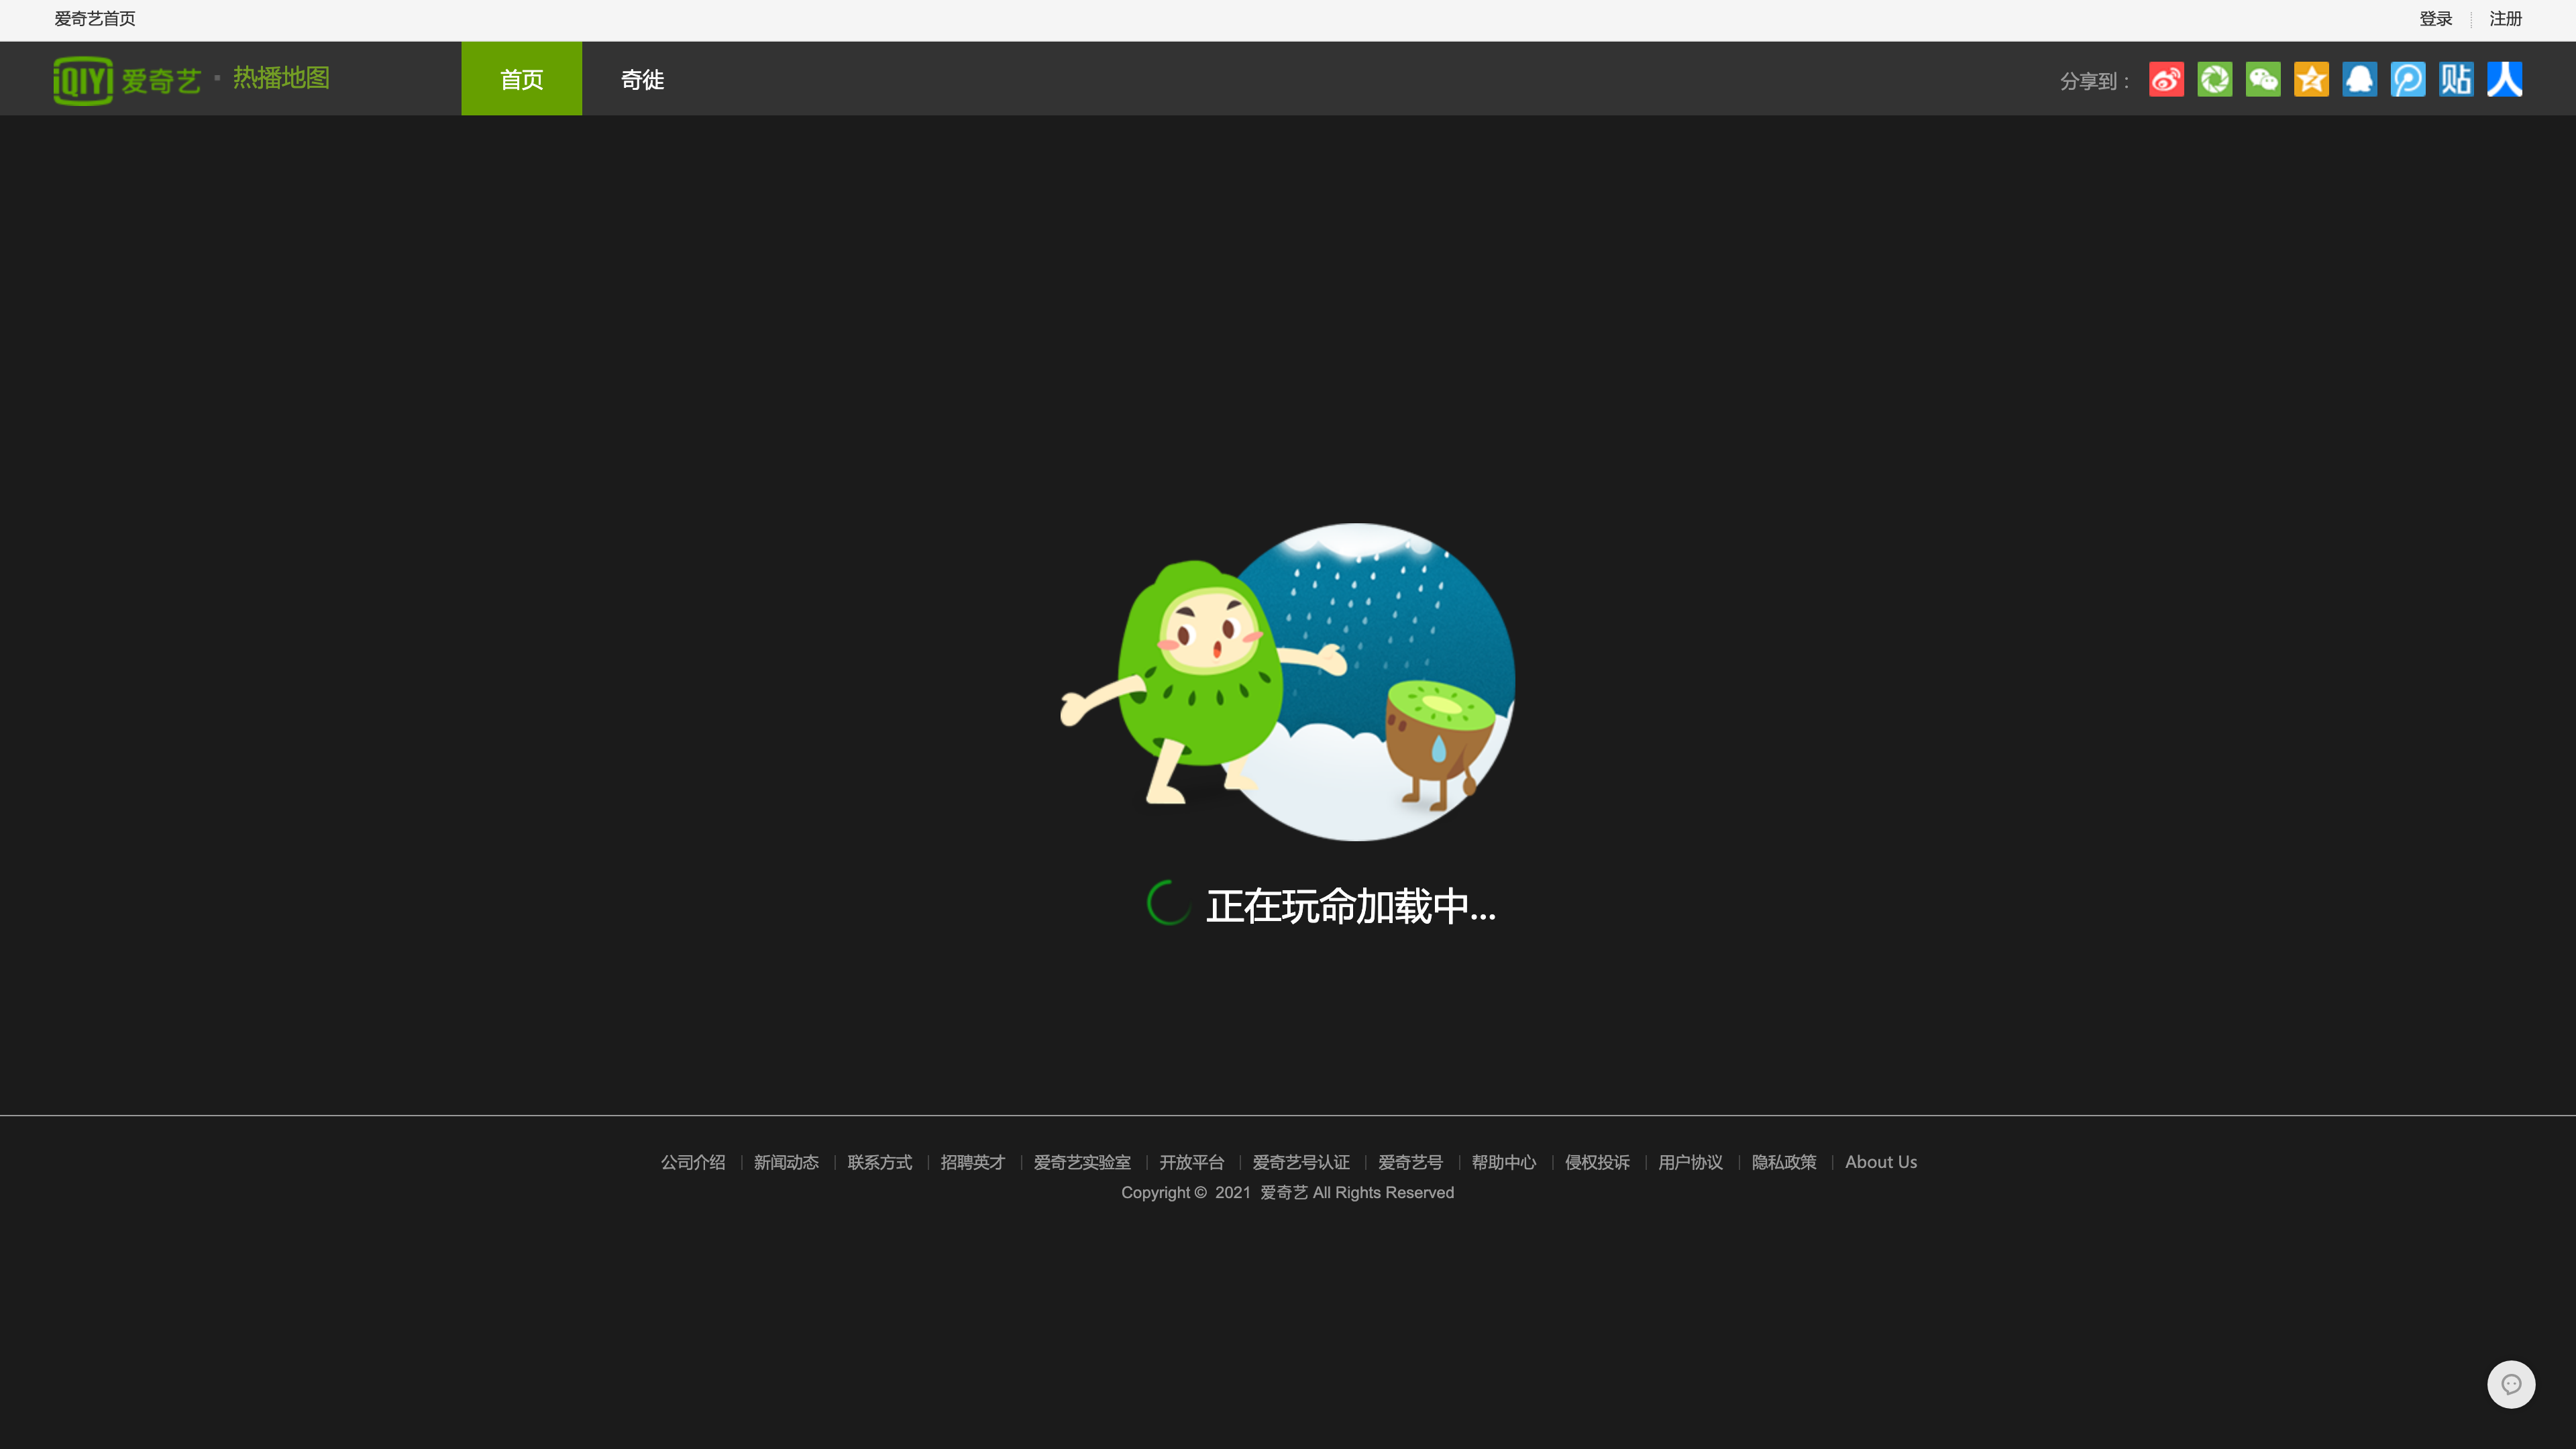 爱奇艺首页
登录
注册
iQIYI 爱奇艺 · 热播地图
首页
奇徙
分享到：
贴
人
正在玩命加载中...
公司介绍 | 新闻动态 | 联系方式 | 招聘英才 | 爱奇艺实验室 | 开放平台 | 爱奇艺号认证 | 爱奇艺号 | 帮助中心 | 侵权投诉 | 用户协议 | 隐私政策 | About Us
Copyright © 2021 爱奇艺 All Rights Reserved